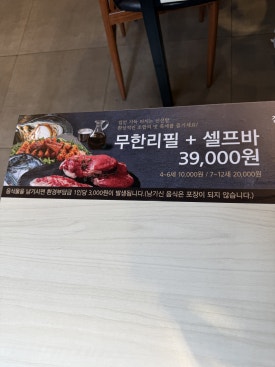 무한리필 + 셀프바
39,000원
4~6세 10,000원 / 7~12세 20,000원
음식물을 남기시면 환경부담금 1인당 3,000원이 발생됩니다.(남기신 음식은 포장이 되지 않습니다.)